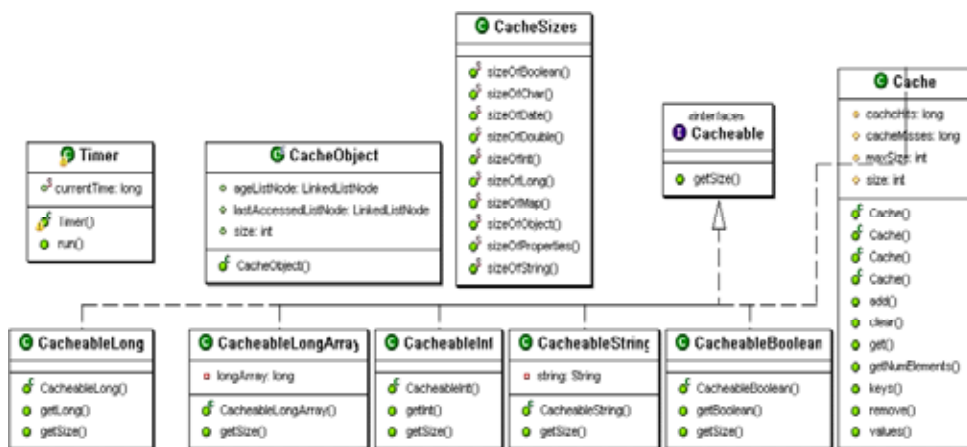 CacheSizes
sizeOfBoolean()
sizeOfChar()
sizeOfDate()
sizeOfDouble()
sizeOfInt()
sizeOfLong()
sizeOfMap()
sizeOfObject()
sizeOfProperties()
sizeOfString()
Timer
currentTime: long
Timer()
run()
CacheObject
ageListNode: LinkedListNode
lastAccessedListNode: LinkedListNode
size: int
CacheObject()
Cacheable
getSize()
Cache
cacheHits: long
cacheMisses: long
maxSize: int
size: int
Cache()
Cache()
Cache()
Cache()
add()
clear()
get()
getNumElements()
keys()
remove()
values()
CacheableLong
CacheableLong()
getLong()
getSize()
CacheableLongArray
longArray: long
CacheableLongArray()
getSize()
CacheableInt
CacheableInt()
getInt()
getSize()
CacheableString
string: String
CacheableString()
getSize()
CacheableBoolean
CacheableBoolean()
getBoolean()
getSize()